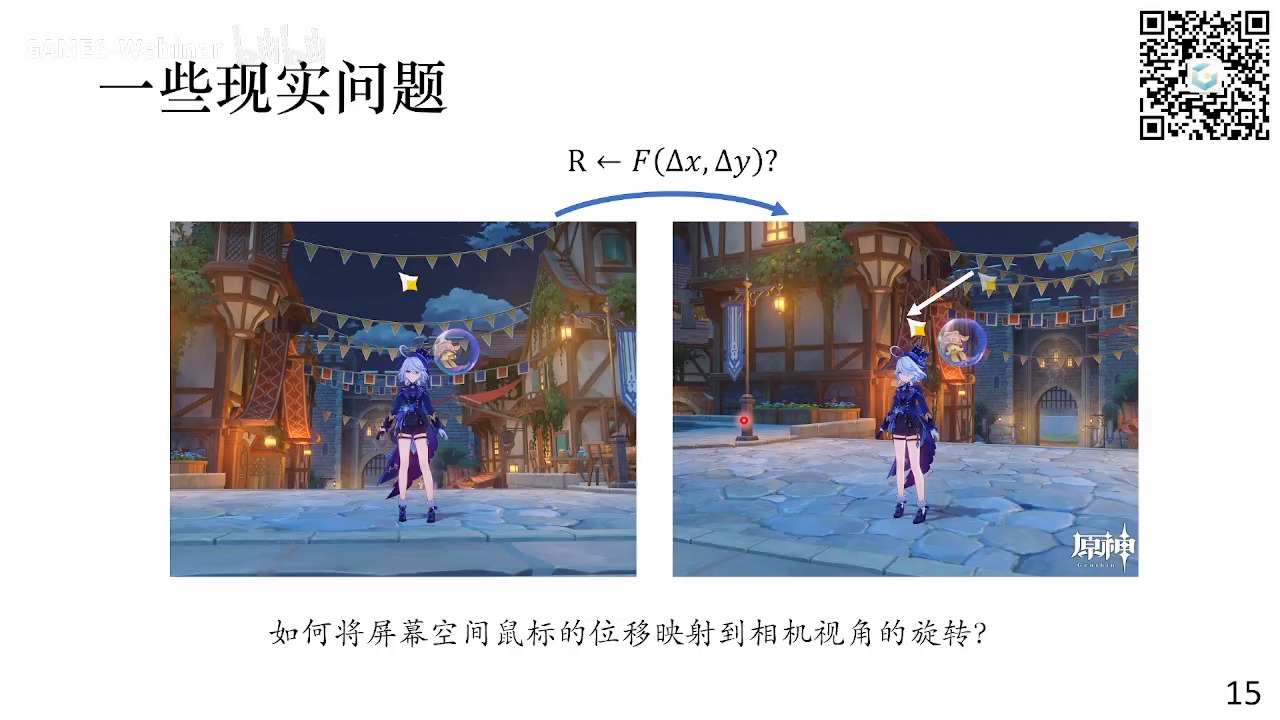 GAMES-Webinar
一些现实问题
R ← F(Δx, Δy)?
原神
Genshin
如何将屏幕空间鼠标的位移映射到相机视角的旋转？
15